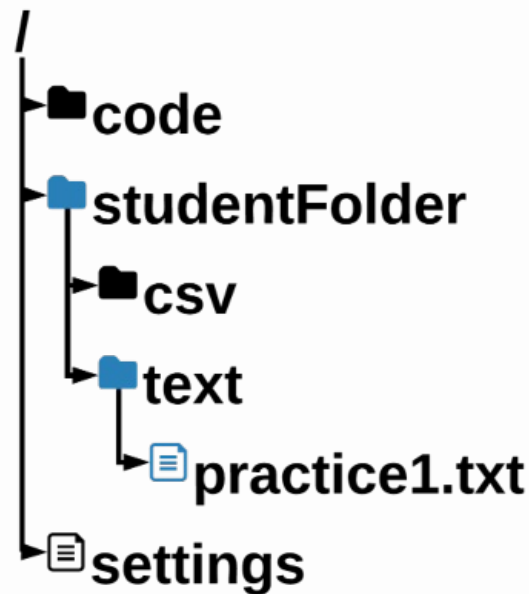 /
code
studentFolder
csv
text
practice1.txt
settings